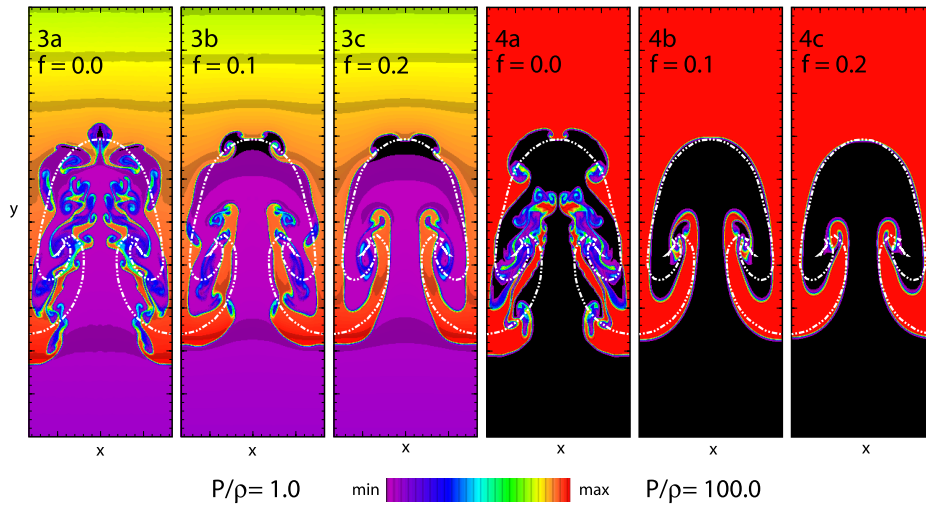 3a
f = 0.0
3b
f = 0.1
3c
f = 0.2
4a
f = 0.0
4b
f = 0.1
4c
f = 0.2
y
x
x
x
x
x
x
P/ρ= 1.0
min
max
P/ρ= 100.0